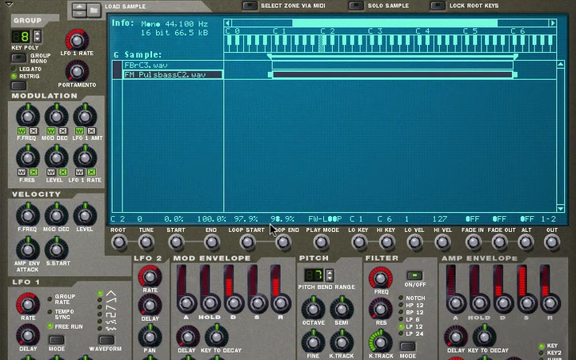 LOAD SAMPLE
SELECT ZONE VIA MIDI
SOLO SAMPLE
LOCK ROOT KEYS
GROUP
8
KEY POLY
LFO 1 RATE
GROUP MONO
LEGATO
RETRIG
PORTAMENTO
Info: Mono 44,100 Hz
16 bit 66.5 kB
C 0 C 1 C 2 C 3 C 4 C 5 C 6
G Sample:
FBrC3.wav
FM PulsbassC2.wav
MODULATION
F.FREQ MOD DEC LFO 1 AMT
W X W X W X
F.RES LEVEL LFO 1 RATE
VELOCITY
F.FREQ MOD DEC LEVEL
AMP ENV ATTACK S.START
C 2 0 0.0% 100.0% 97.9% 98.9% FW-LOOP C 1 C 6 1 127 OFF OFF OFF 1-2
ROOT TUNE START END LOOP START LOOP END PLAY MODE LO KEY HI KEY LO VEL HI VEL FADE IN FADE OUT ALT OUT
LFO 1
RATE
GROUP RATE
TEMPO SYNC
FREE RUN
DELAY
MODE
WAVEFORM
LFO 2
RATE
DELAY
PAN
MOD ENVELOPE
A HOLD D S R
DELAY KEY TO DECAY
PITCH
7
PITCH BEND RANGE
OCTAVE SEMI
FINE K.TRACK
FILTER
FREQ
ON/OFF
RES
NOTCH
HP 12
BP 12
LP 6
LP 12
LP 24
K.TRACK
MODE
AMP ENVELOPE
A HOLD D S R
DELAY KEY TO DECAY
KEY
KEY2